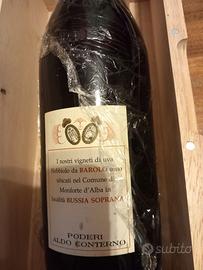 I nostri vigneti di uva
Nebbiolo da BAROLO sono
ubicati nel Comune di
Monforte d'Alba in
località BUSSIA SOPRANA
PODERI
ALDO CONTERNO
subito